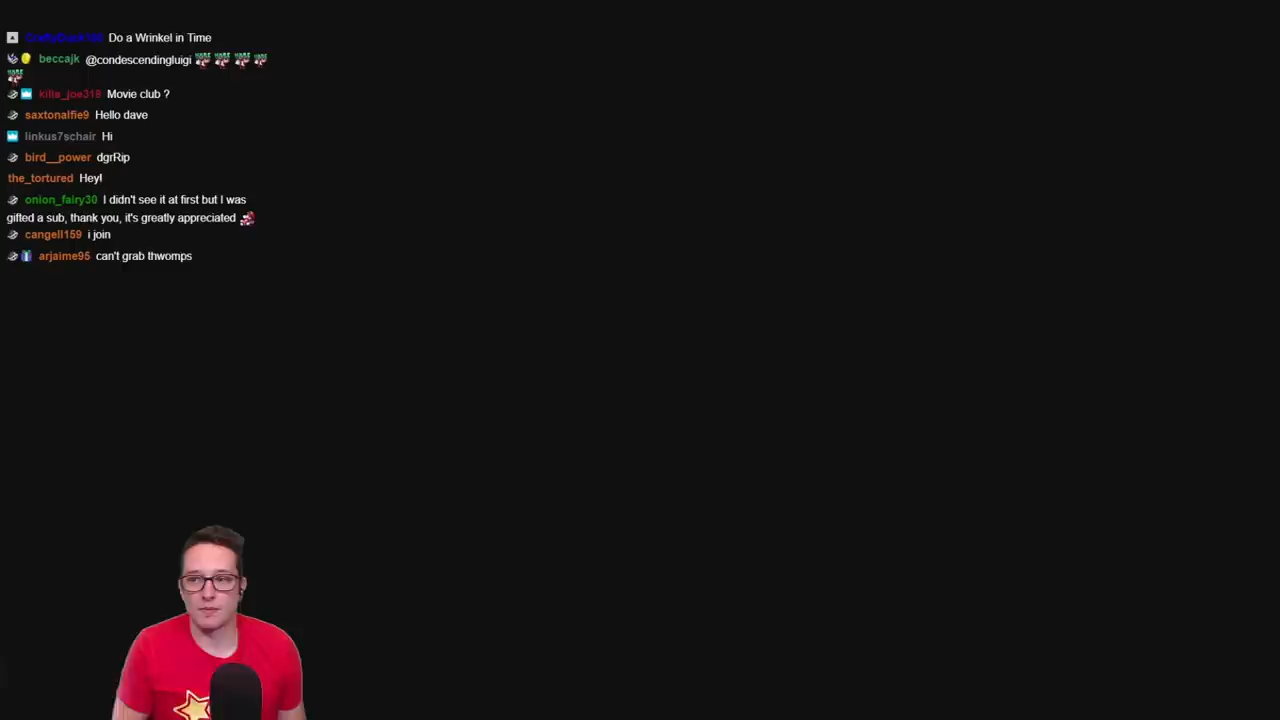 CraftyDuck100 Do a Wrinkel in Time
beccajk @condescendingluigi
killa_joe319 Movie club ?
saxtonalfie9 Hello dave
linkus7schair Hi
bird__power dgrRip
the_tortured Hey!
onion_fairy30 I didn't see it at first but I was
gifted a sub, thank you, it's greatly appreciated
cangell159 i join
arjaime95 can't grab thwomps